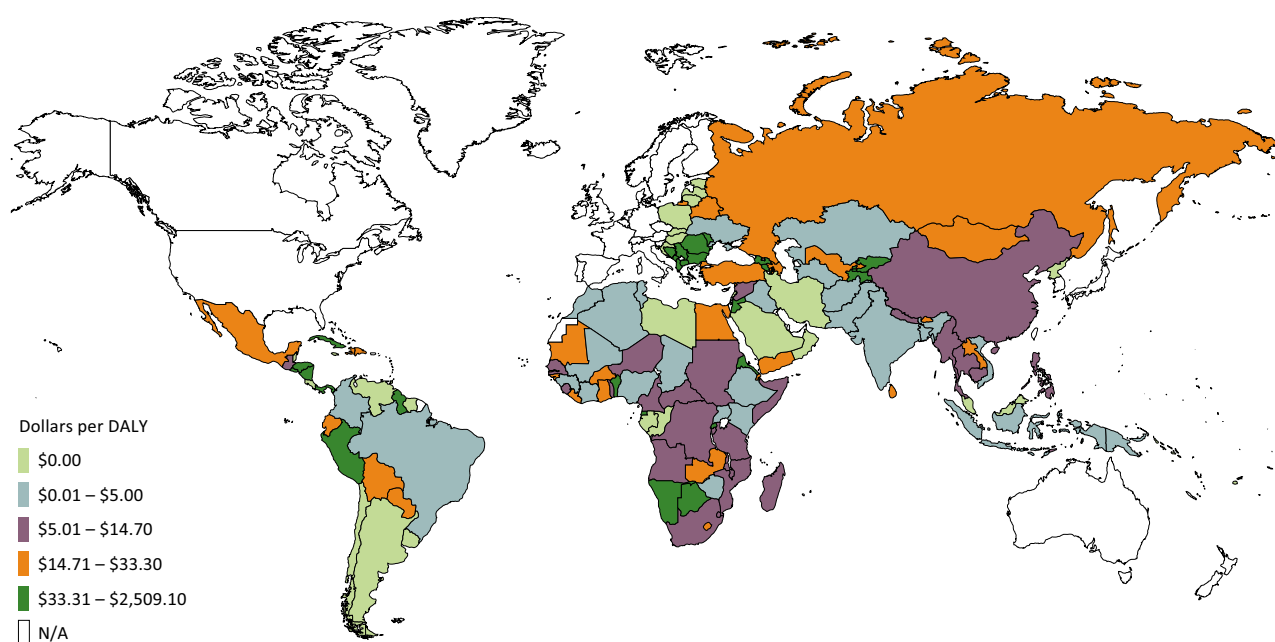 Dollars per DALY
$0.00
$0.01 – $5.00
$5.01 – $14.70
$14.71 – $33.30
$33.31 – $2,509.10
N/A